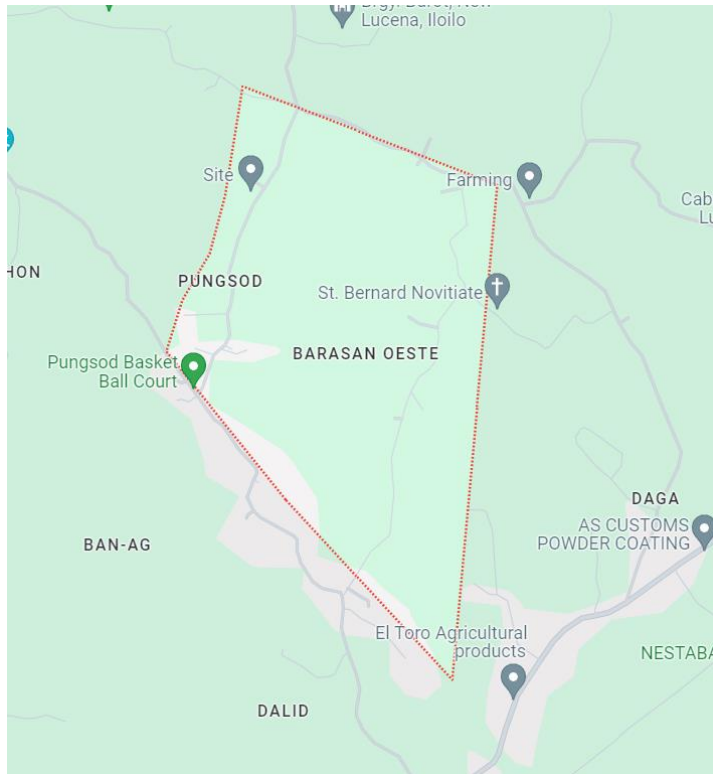 Lucena, Iloilo
Site
Farming
Cab
Lu
HON
PUNGSOD
St. Bernard Novitiate
BARASAN OESTE
Pungsod Basket
Ball Court
DAGA
AS CUSTOMS
POWDER COATING
BAN-AG
El Toro Agricultural
products
NESTABA
DALID